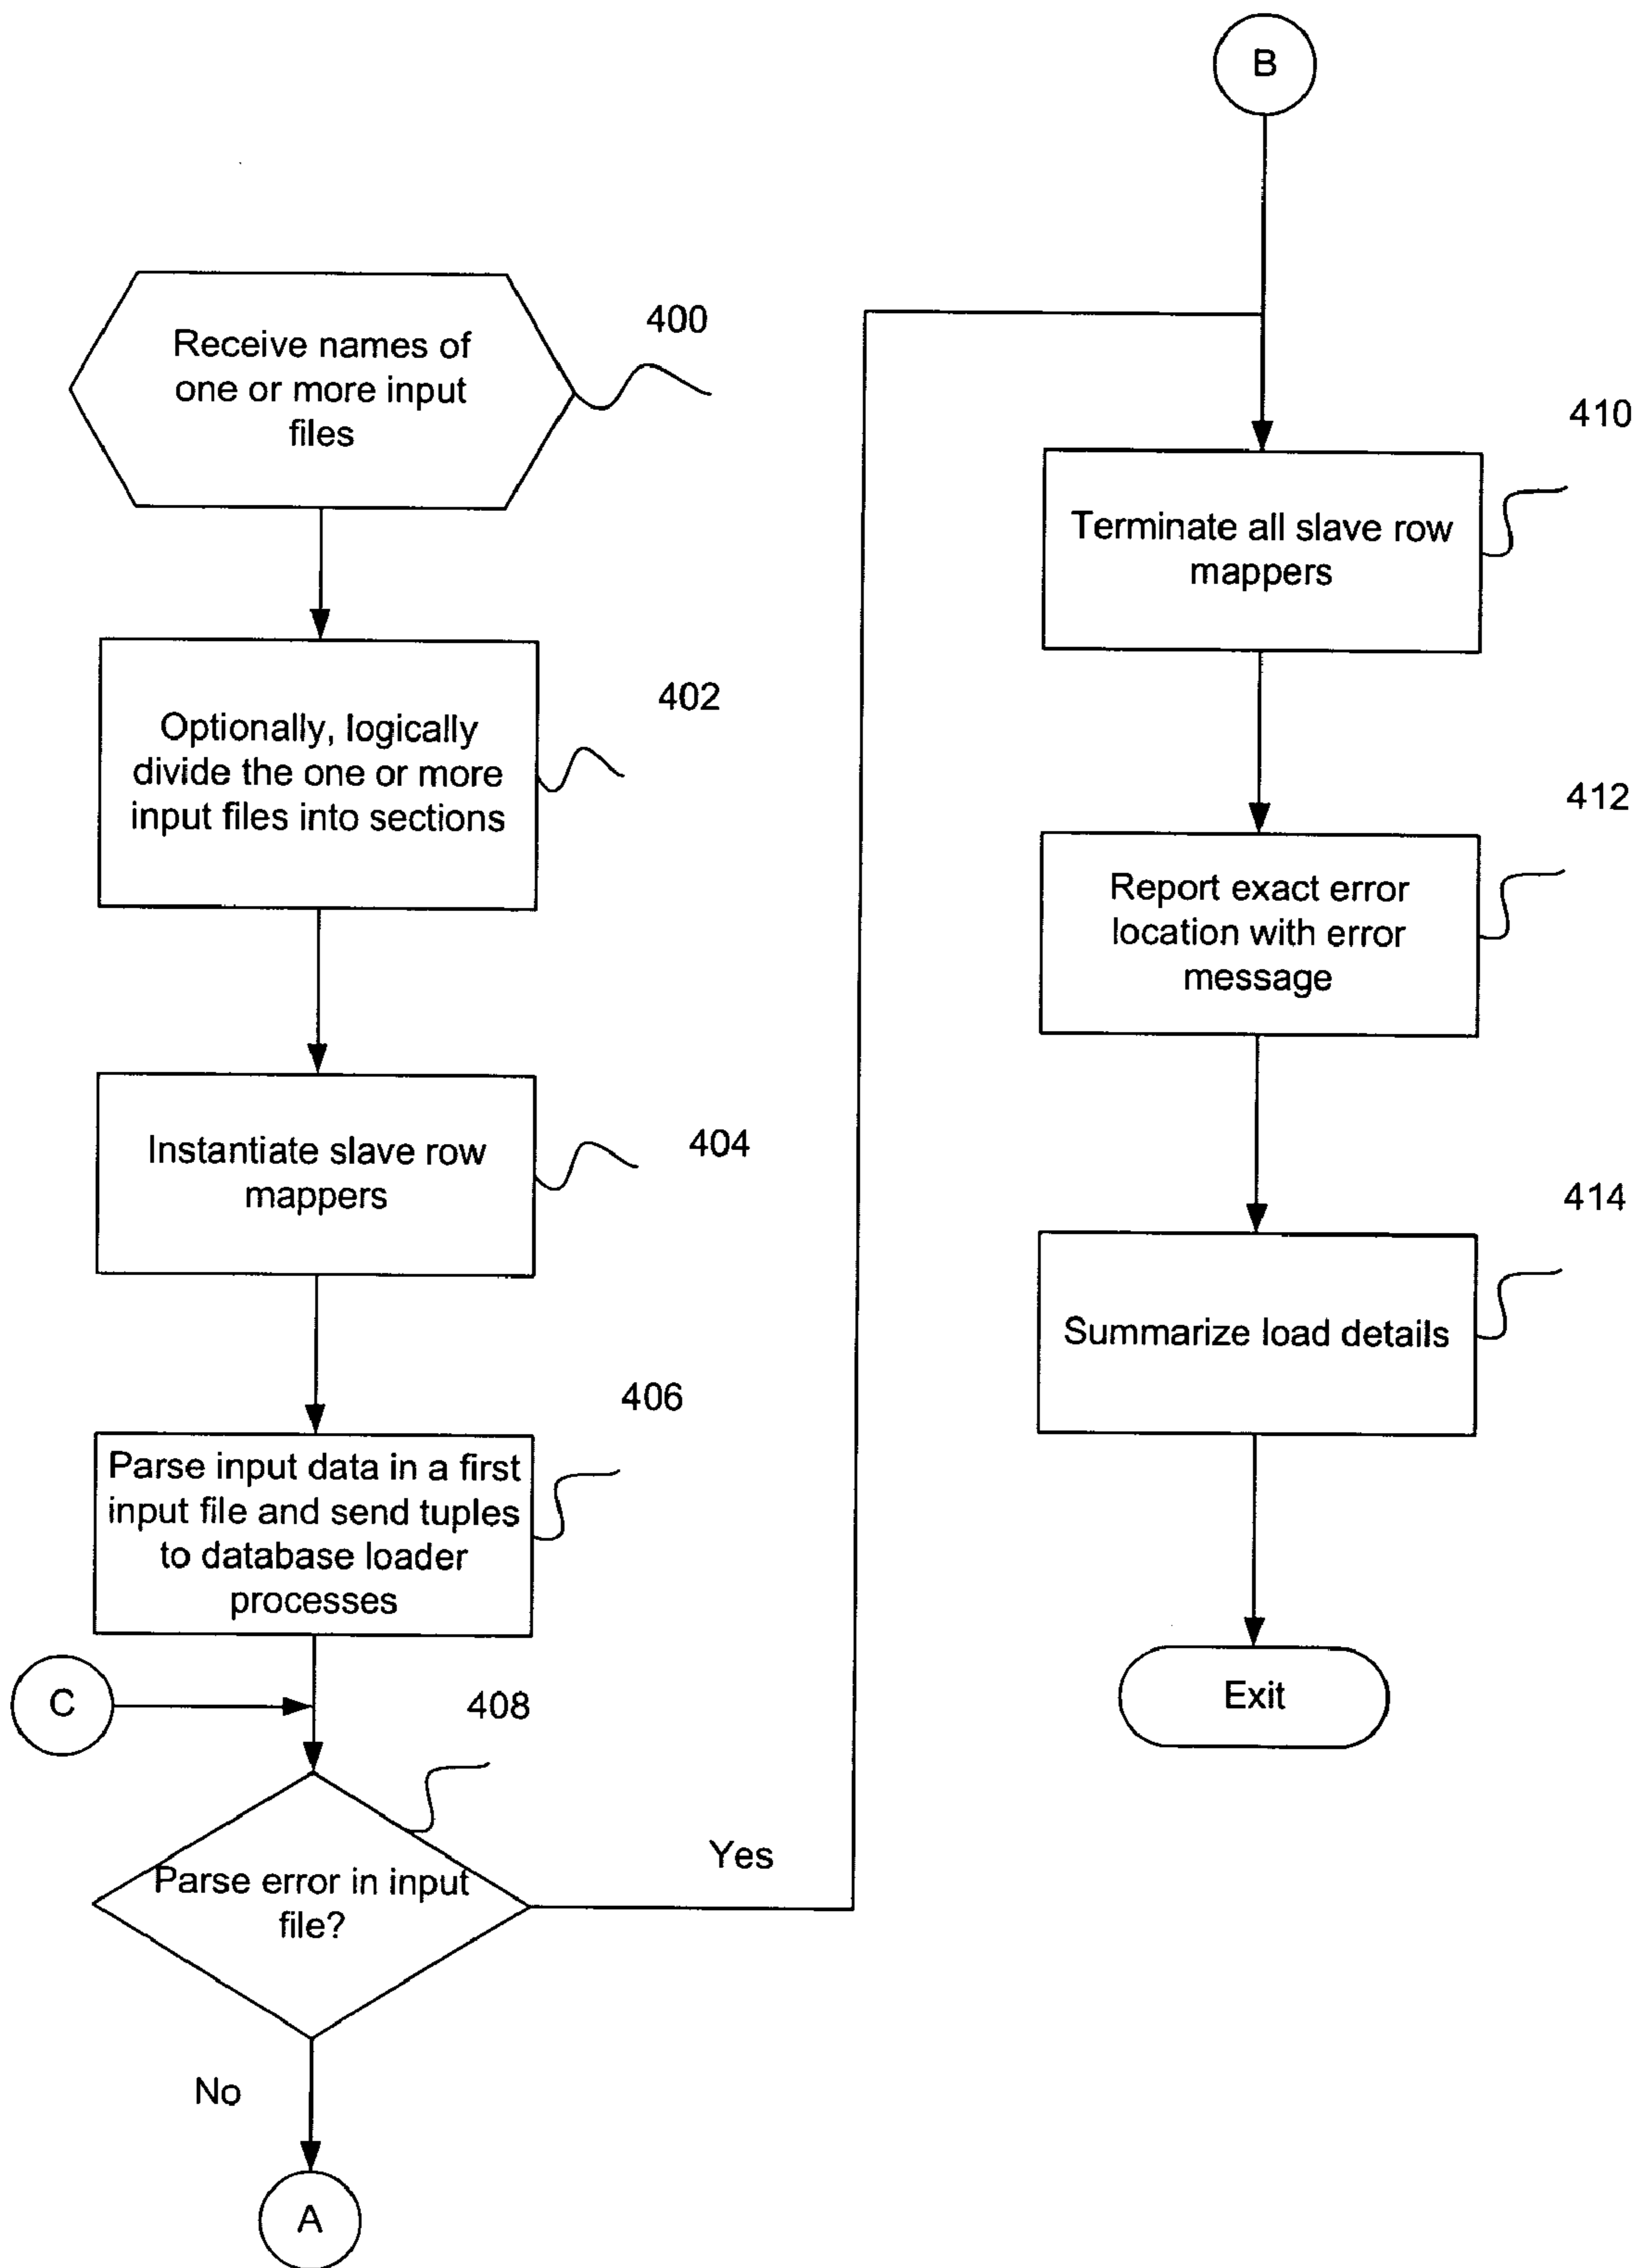 Receive names of
one or more input
files
400
Optionally, logically
divide the one or more
input files into sections
402
Instantiate slave row
mappers
404
Parse input data in a first
input file and send tuples
to database loader
processes
406
C
408
Parse error in input
file?
Yes
No
A
B
410
Terminate all slave row
mappers
412
Report exact error
location with error
message
414
Summarize load details
Exit